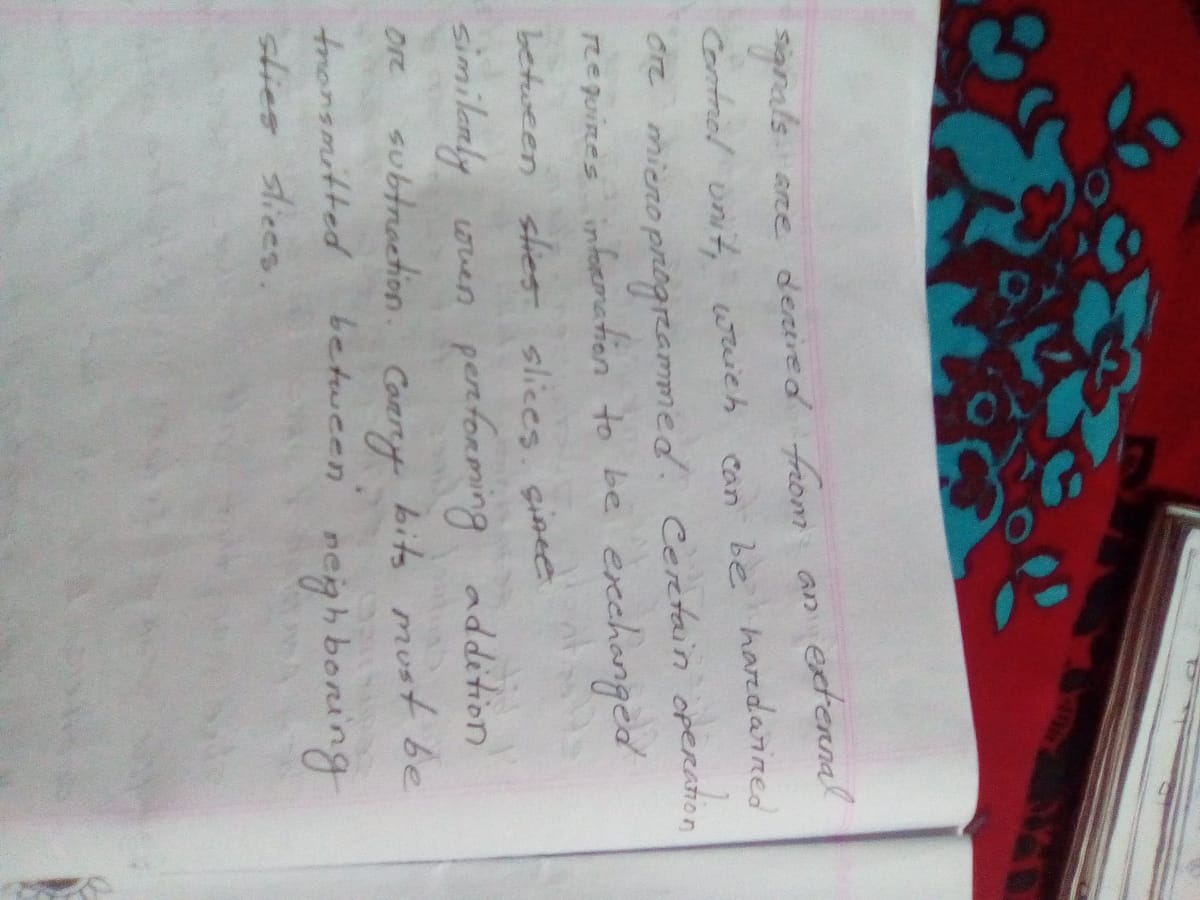 signals are derived from an external
control unit, which can be hardwired
or microprogrammed. Certain operation
requires information to be exchanged
between slies slices. since
similarly when performing addition
or subtraction. Carry bits must be
transmitted between neighboring
slies slices.